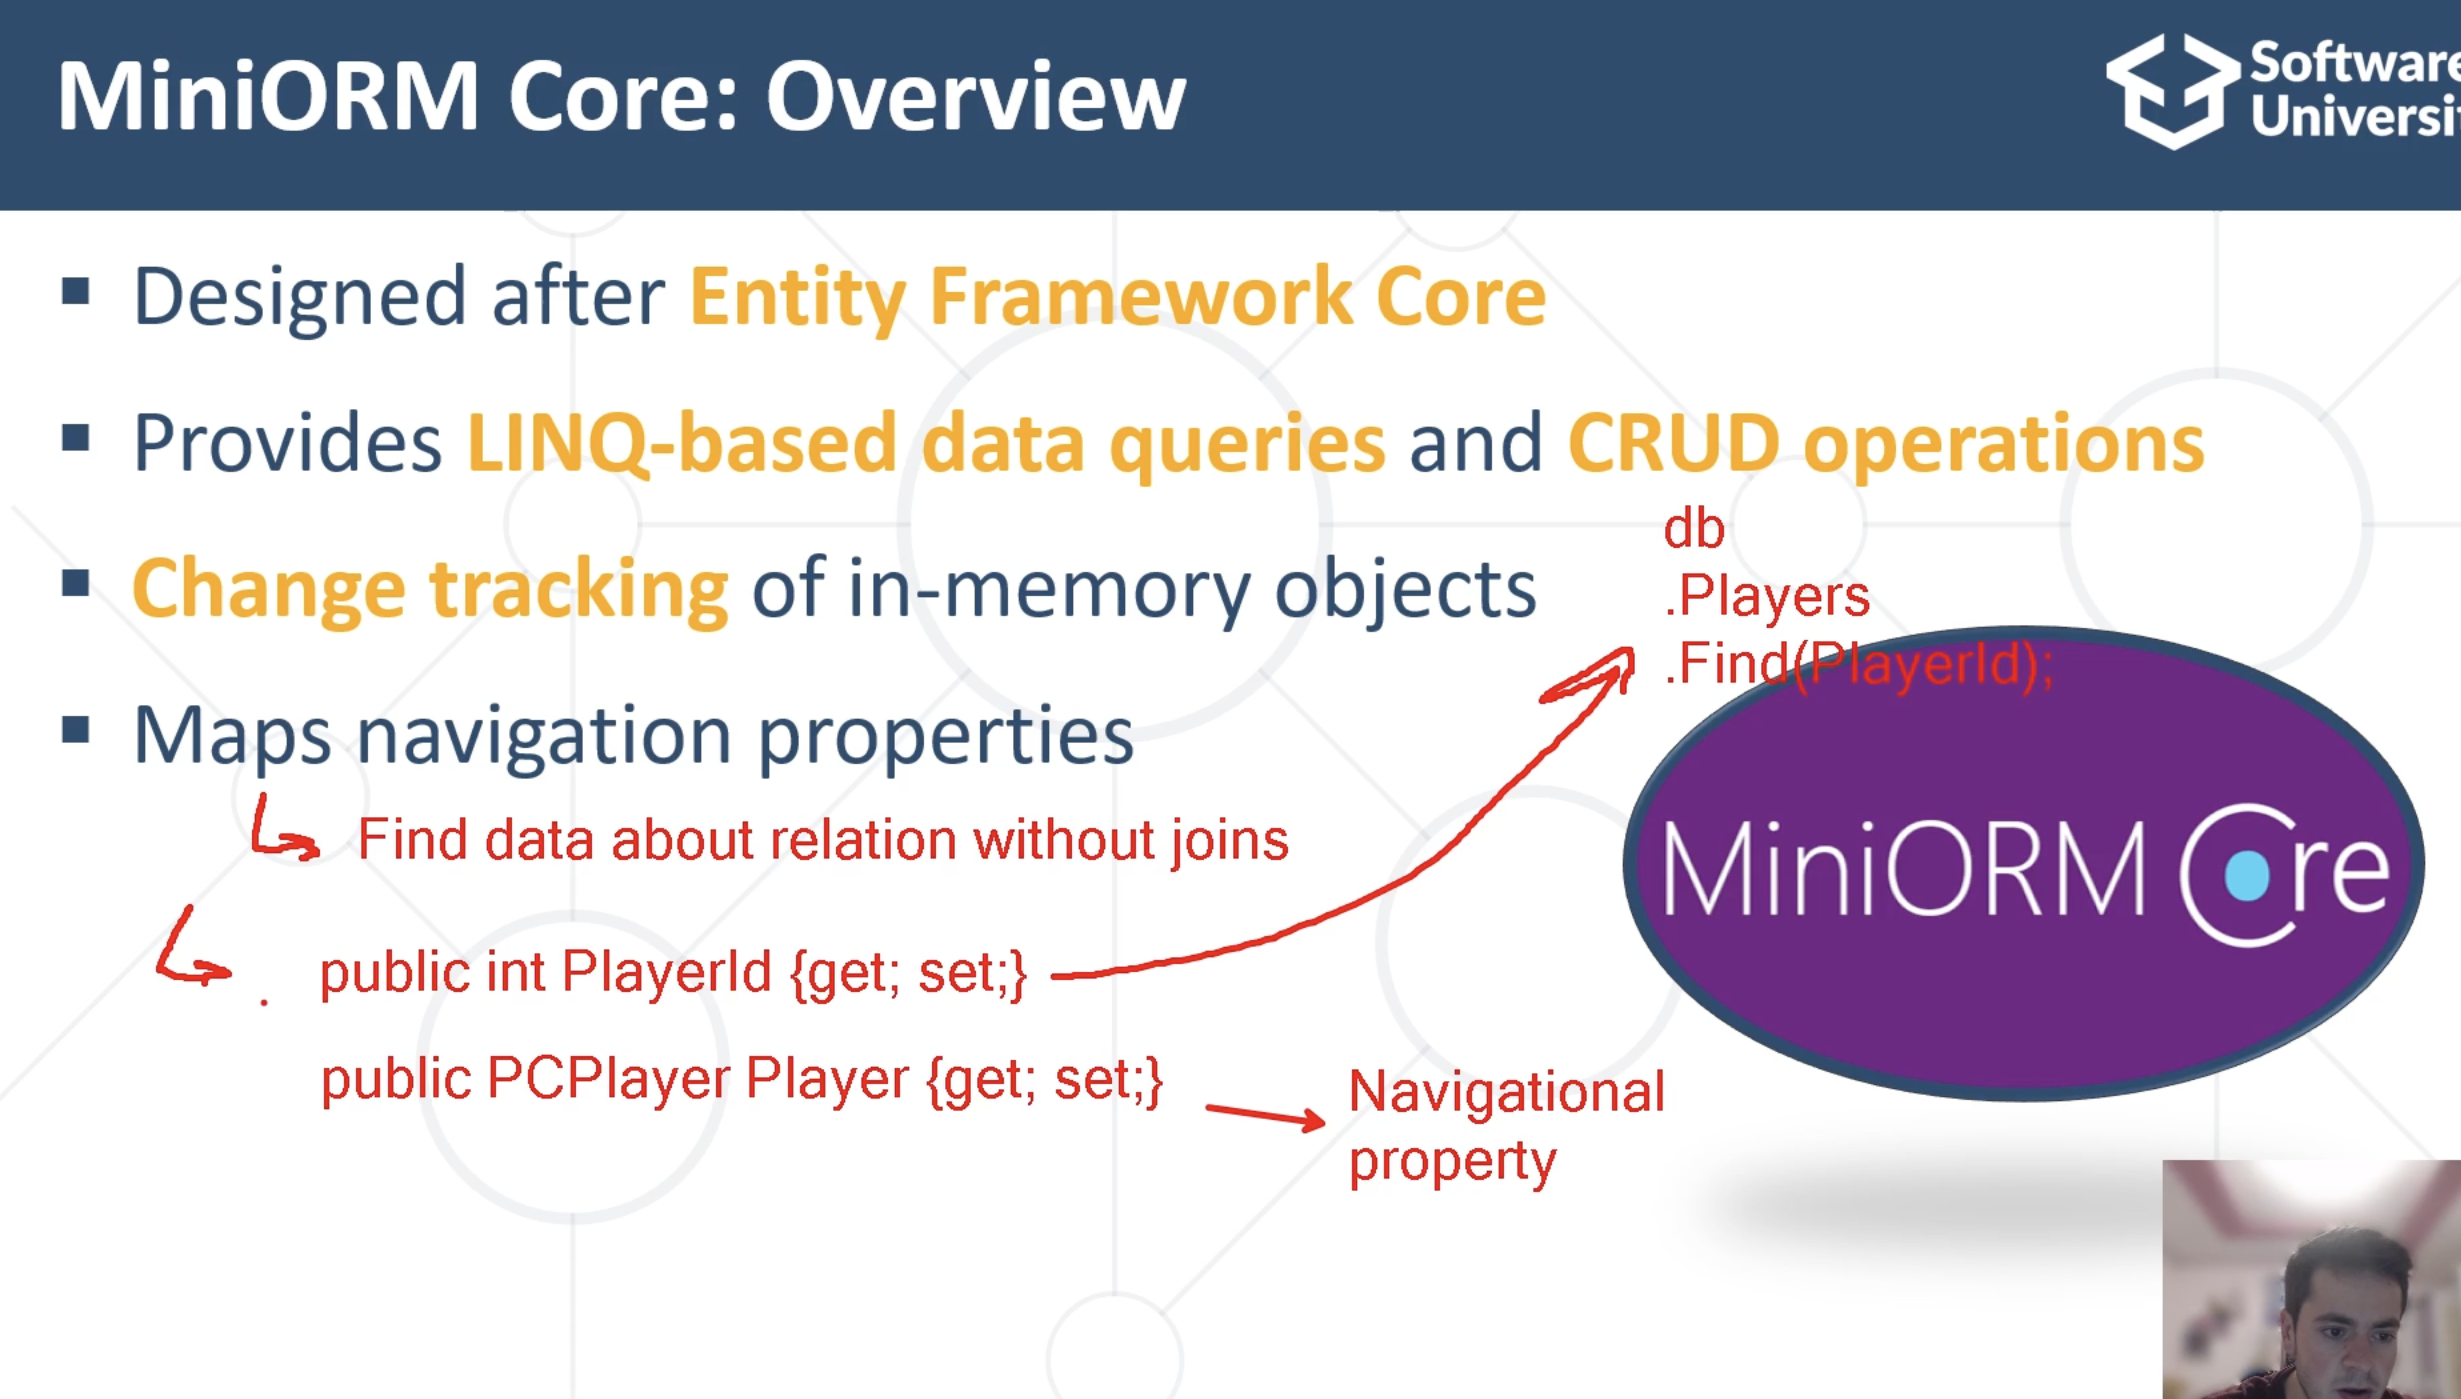 MiniORM Core: Overview
Software
Universi
Designed after Entity Framework Core
Provides LINQ-based data queries and CRUD operations
Change tracking of in-memory objects
Maps navigation properties
db
.Players
.Find(PlayerId);
Find data about relation without joins
public int PlayerId {get; set;}
public PCPlayer Player {get; set;}
Navigational
property
MiniORM Core